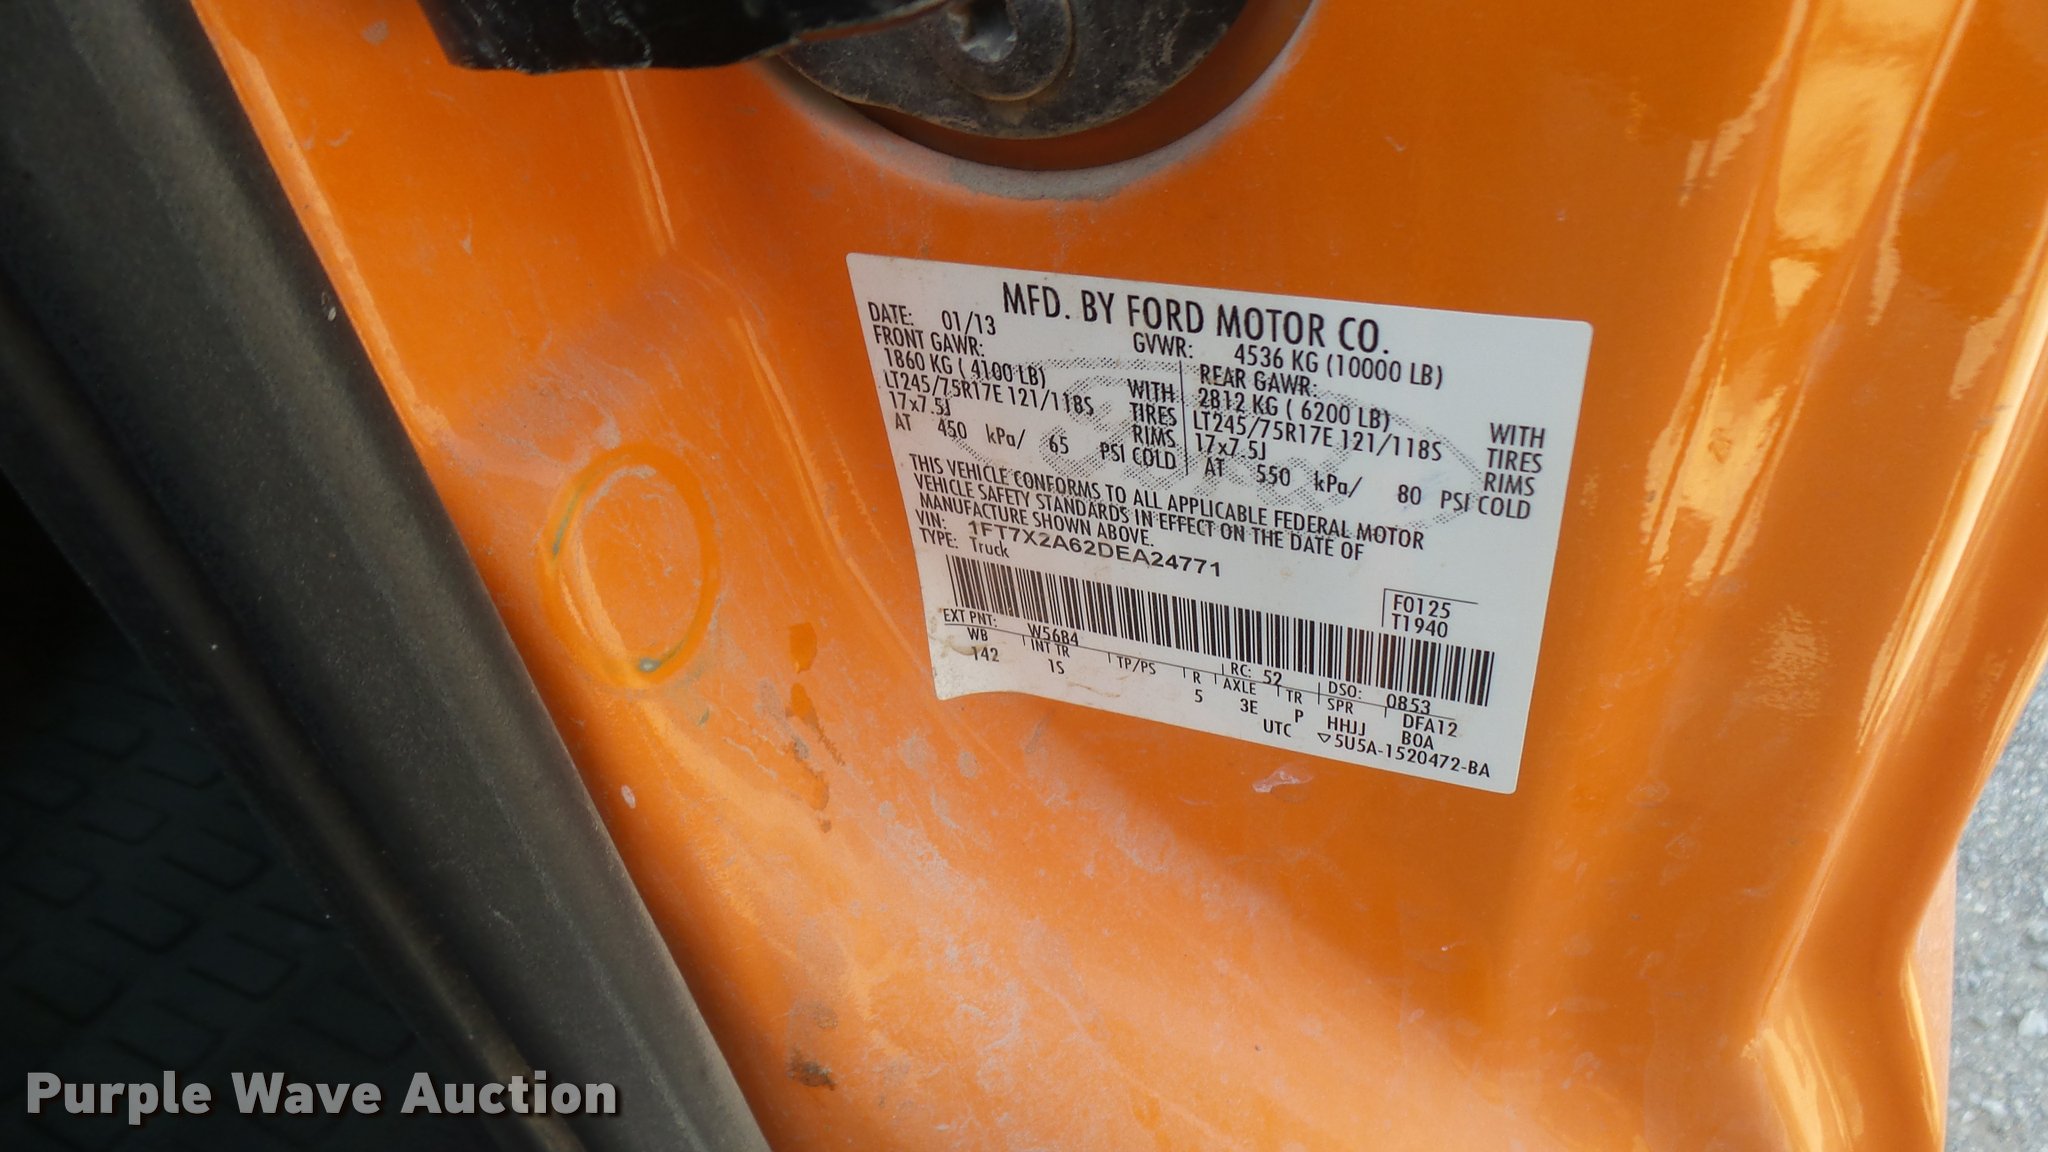 MFD. BY FORD MOTOR CO.
DATE: 01/13 GVWR: 4536 KG (10000 LB)
FRONT GAWR: REAR GAWR:
1860 KG ( 4100 LB) WITH 2812 KG ( 6200 LB) WITH
LT245/75R17E 121/118S TIRES LT245/75R17E 121/118S TIRES
17x7.5J RIMS 17x7.5J RIMS
AT 450 kPa/ 65 PSI COLD AT 550 kPa/ 80 PSI COLD
THIS VEHICLE CONFORMS TO ALL APPLICABLE FEDERAL MOTOR
VEHICLE SAFETY STANDARDS IN EFFECT ON THE DATE OF
MANUFACTURE SHOWN ABOVE.
VIN: 1FT7X2A62DEA24771
TYPE: Truck
F0125
T1940
EXT PNT: W5684 RC: 52 DSO: 0853
WB INT TR TP/PS R AXLE TR SPR DFA12
142 1S 5 3E P HHJJ B0A
UTC ▽5U5A-1520472-BA
Purple Wave Auction